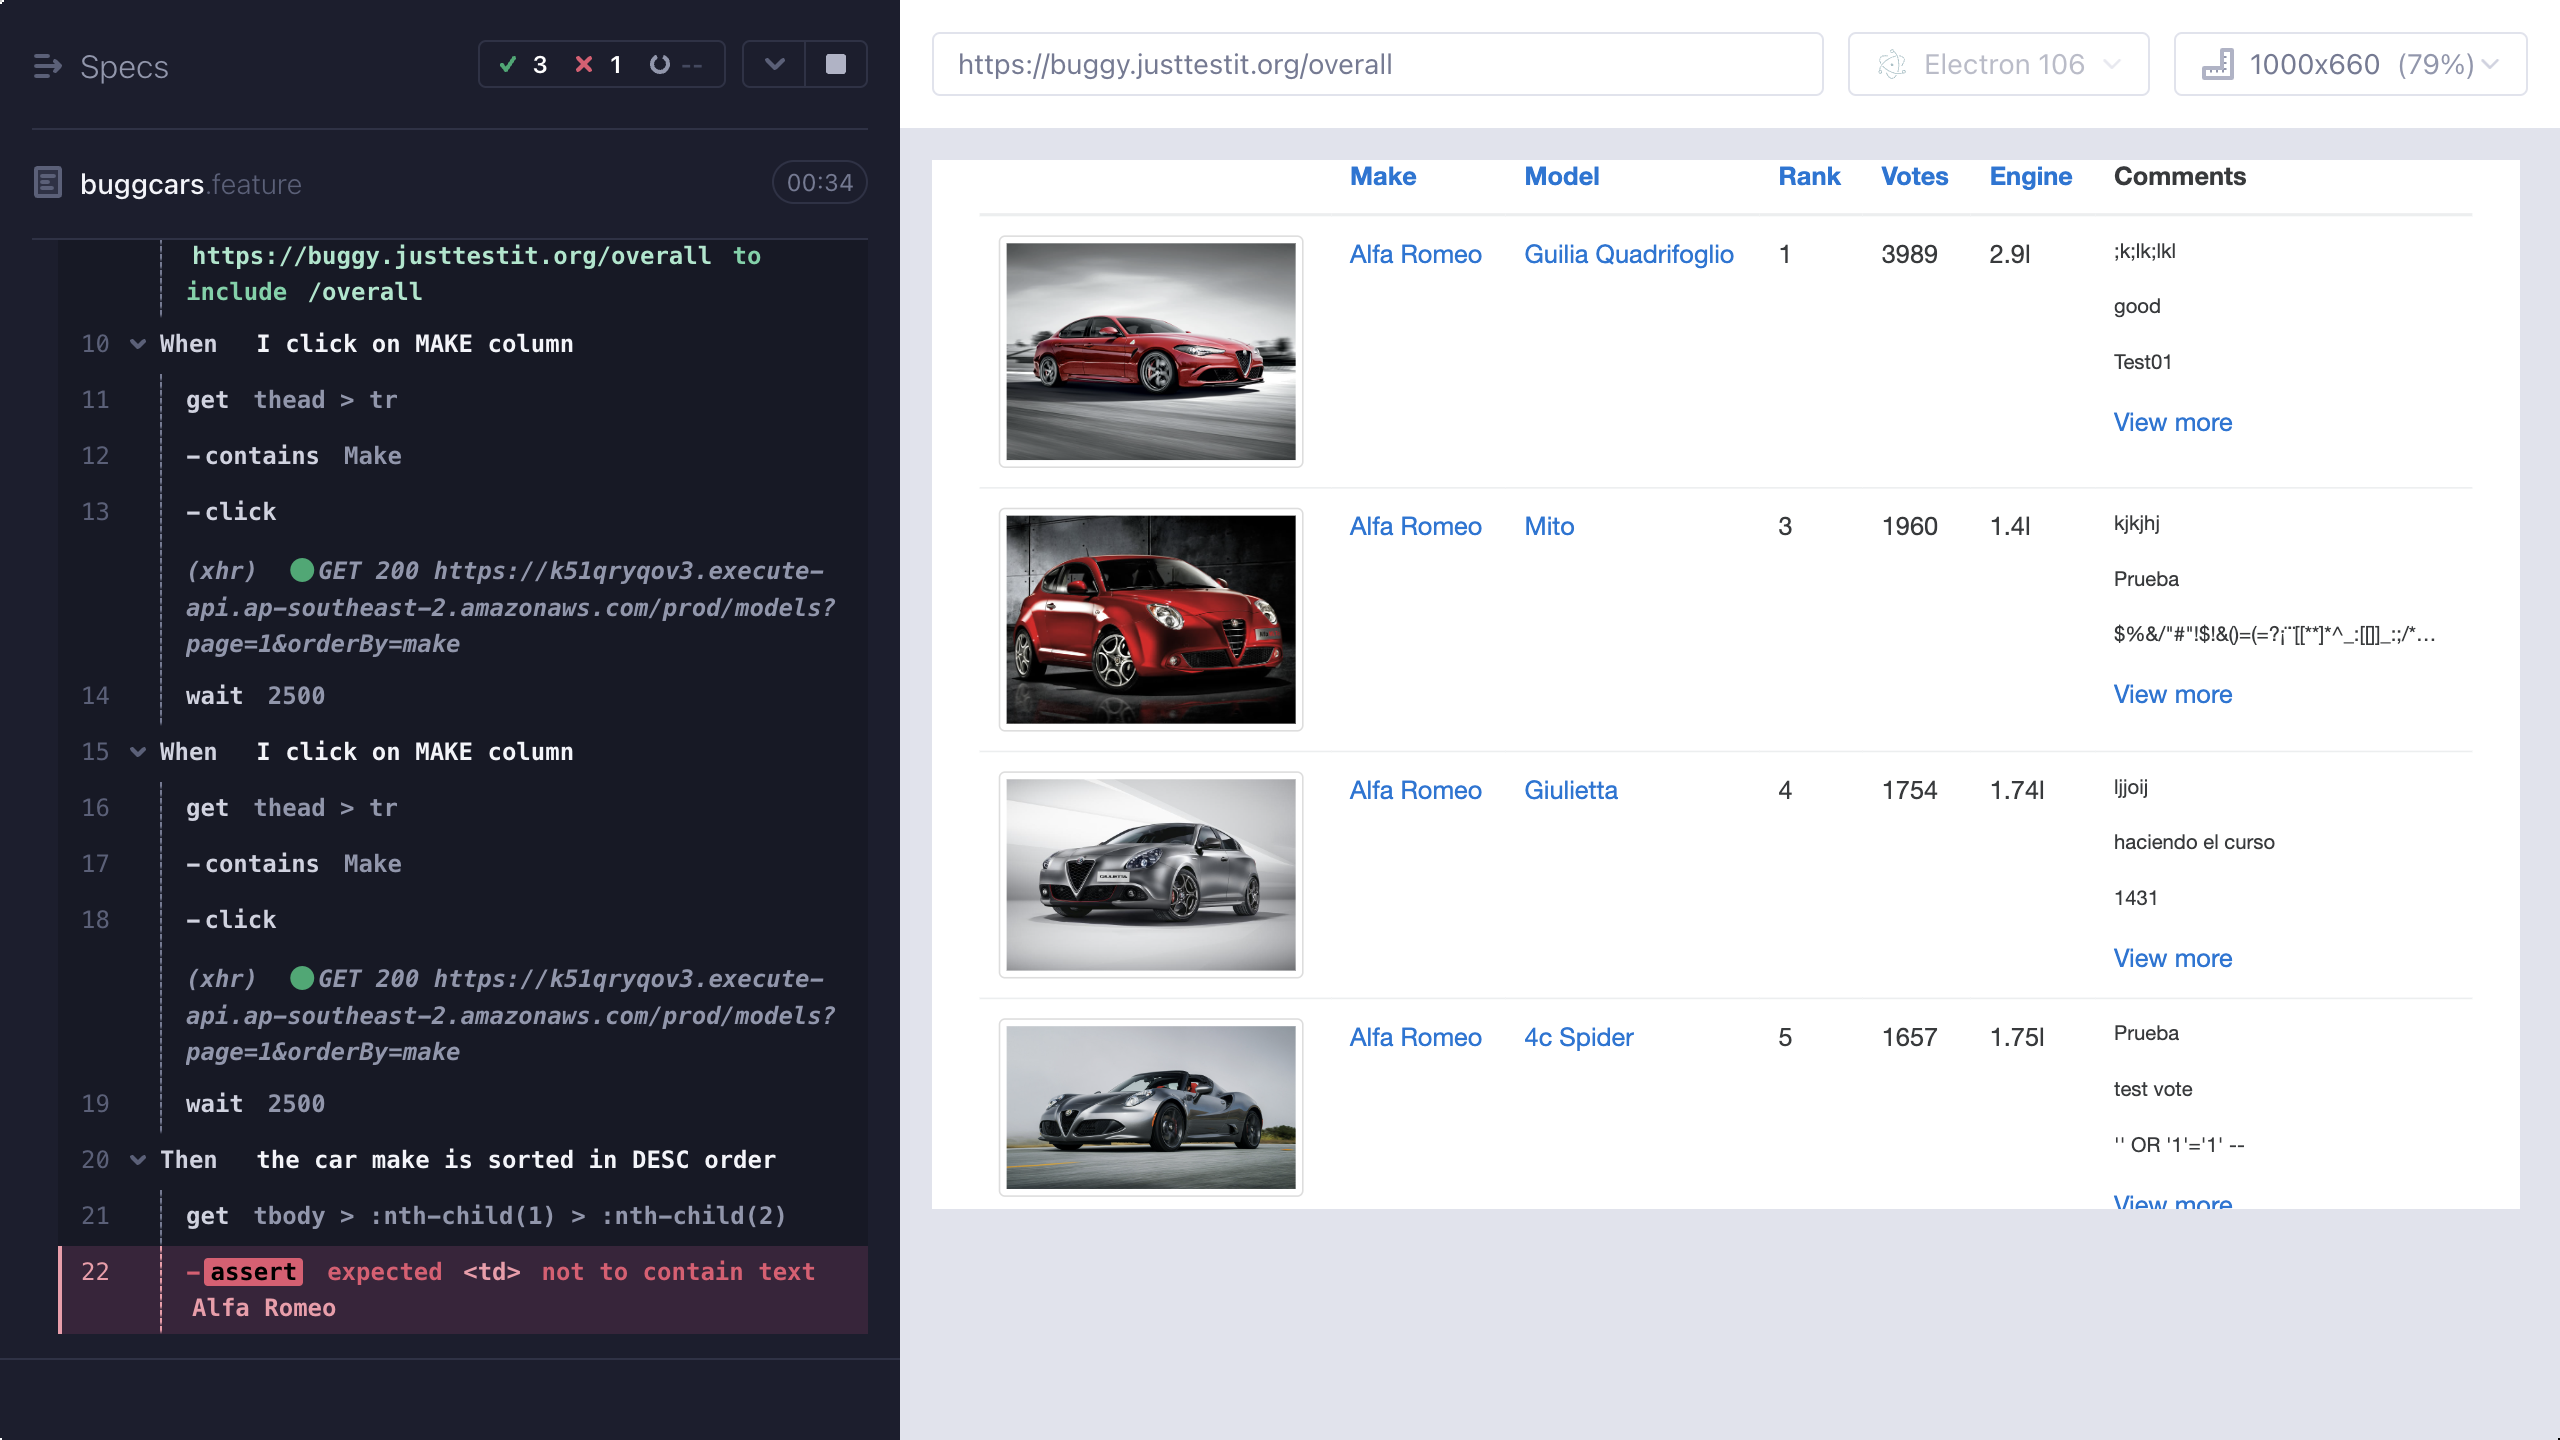 Specs
3 1 --
buggcars.feature
00:34
https://buggy.justtestit.org/overall to
include /overall
10 When I click on MAKE column
11 get thead > tr
12 -contains Make
13 -click
(xhr) GET 200 https://k51qryqov3.execute-
api.ap-southeast-2.amazonaws.com/prod/models?
page=1&orderBy=make
14 wait 2500
15 When I click on MAKE column
16 get thead > tr
17 -contains Make
18 -click
(xhr) GET 200 https://k51qryqov3.execute-
api.ap-southeast-2.amazonaws.com/prod/models?
page=1&orderBy=make
19 wait 2500
20 Then the car make is sorted in DESC order
21 get tbody > :nth-child(1) > :nth-child(2)
22 -assert expected <td> not to contain text
Alfa Romeo
https://buggy.justtestit.org/overall
Electron 106
1000x660 (79%)
Make Model Rank Votes Engine Comments
Alfa Romeo Guilia Quadrifoglio 1 3989 2.9l ;k;lk;lkl
good
Test01
View more
Alfa Romeo Mito 3 1960 1.4l kjkjhj
Prueba
$%&/"#"!$!&()=(=?¡¨¨[[**]*^_:[[]]_:;/*...
View more
Alfa Romeo Giulietta 4 1754 1.74l ljjoij
haciendo el curso
1431
View more
Alfa Romeo 4c Spider 5 1657 1.75l Prueba
test vote
'' OR '1'='1' --
View more